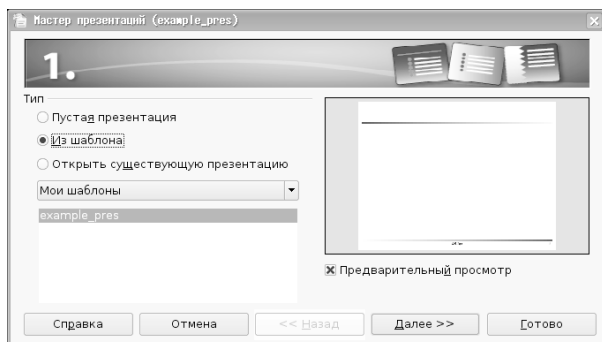 Мастер презентаций (example_pres)
1.
Тип
Пустая презентация
Из шаблона
Открыть существующую презентацию
Мои шаблоны
example_pres
Предварительный просмотр
Справка
Отмена
<< Назад
Далее >>
Готово